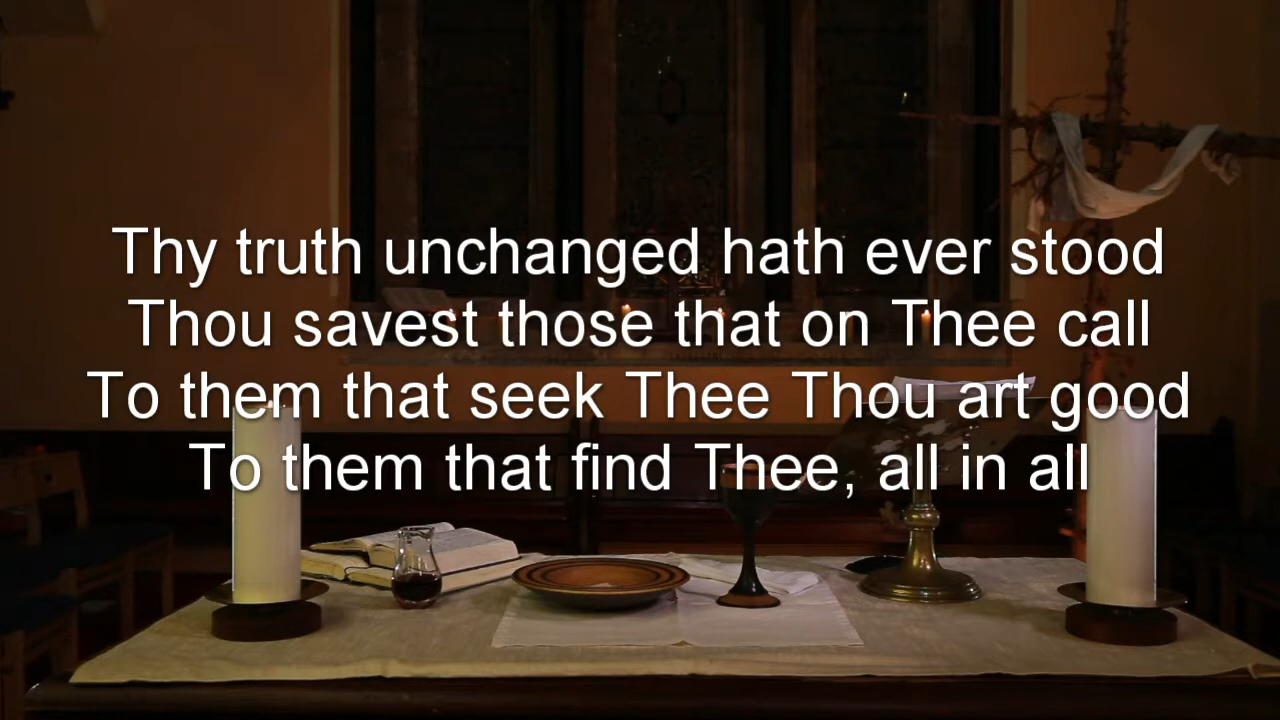 Thy truth unchanged hath ever stood
Thou savest those that on Thee call
To them that seek Thee Thou art good
To them that find Thee, all in all